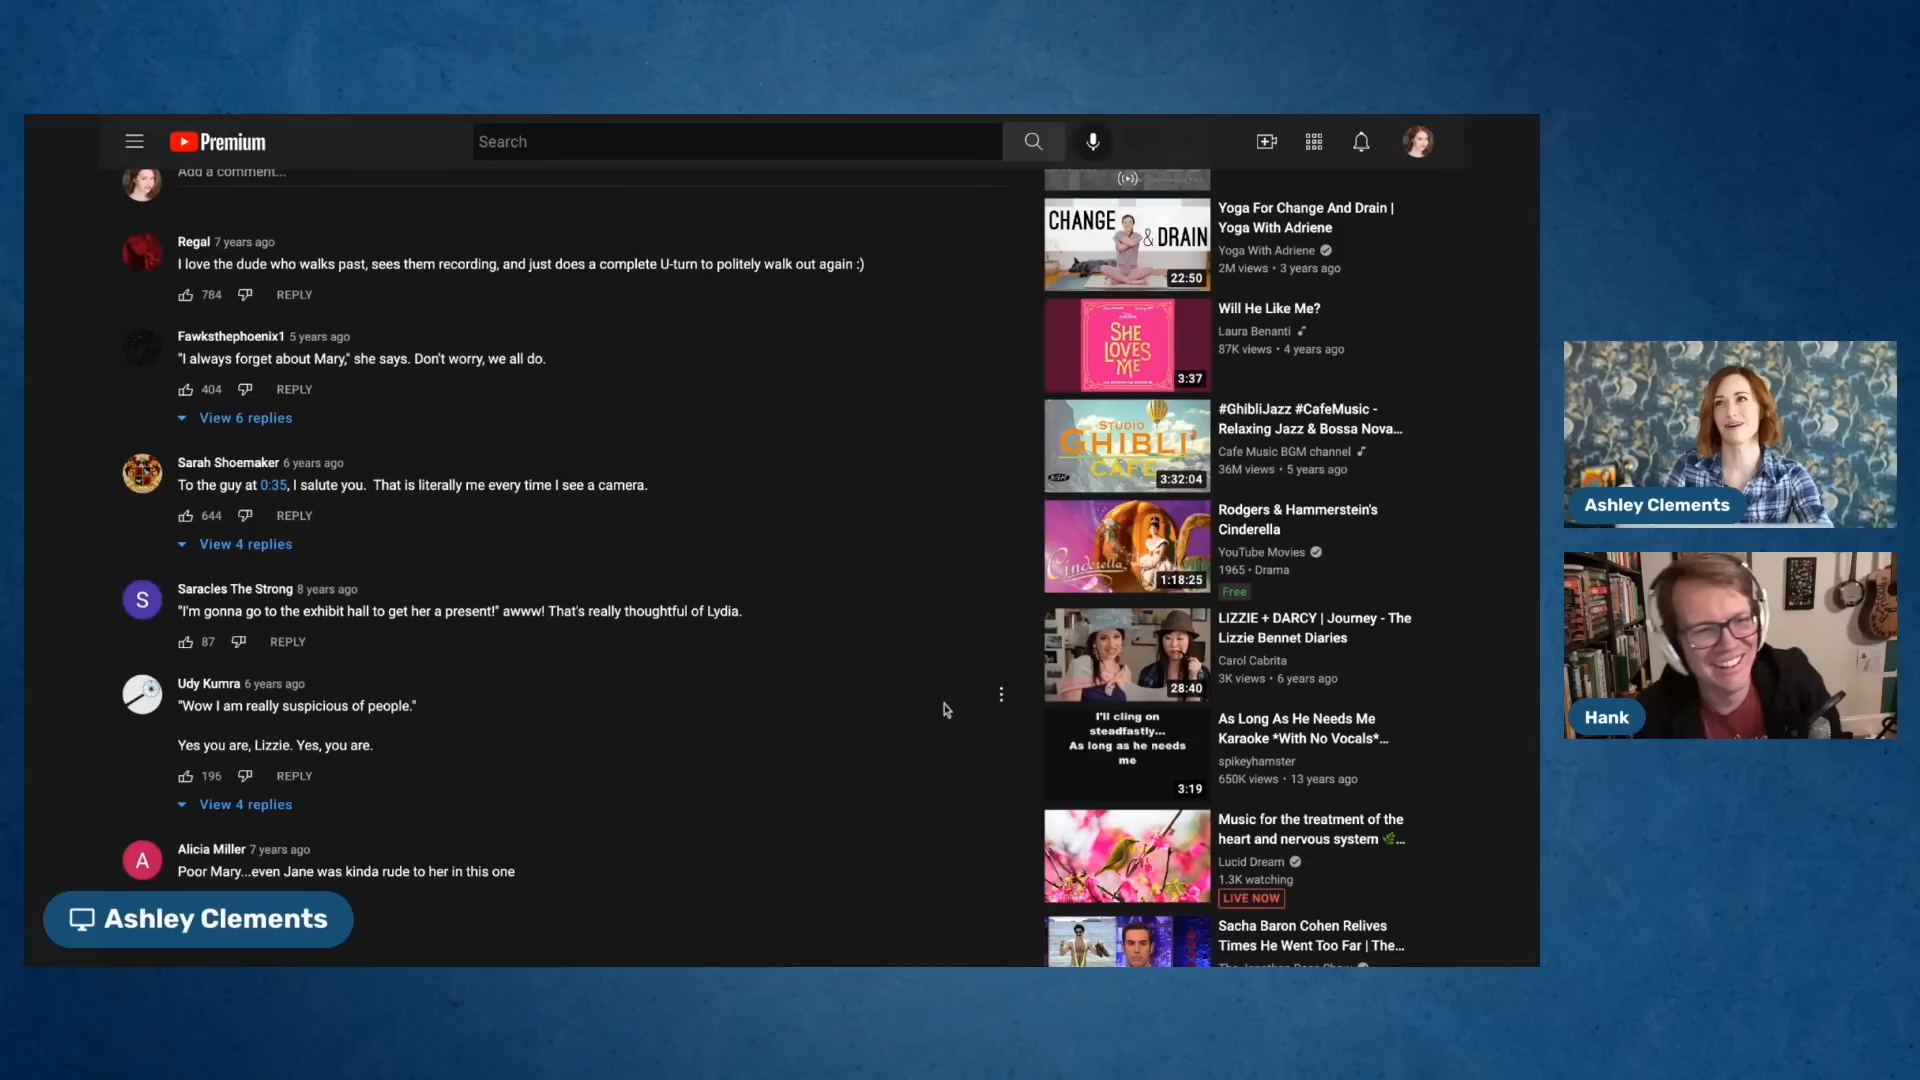 Premium
Search
Add a comment...
Regal 7 years ago
I love the dude who walks past, sees them recording, and just does a complete U-turn to politely walk out again :)
784 REPLY
Fawksthephoenix1 5 years ago
"I always forget about Mary," she says. Don't worry, we all do.
404 REPLY
View 6 replies
Sarah Shoemaker 6 years ago
To the guy at 0:35, I salute you. That is literally me every time I see a camera.
644 REPLY
View 4 replies
S
Saracles The Strong 8 years ago
"I'm gonna go to the exhibit hall to get her a present!" awww! That's really thoughtful of Lydia.
87 REPLY
Udy Kumra 6 years ago
"Wow I am really suspicious of people."
Yes you are, Lizzie. Yes, you are.
196 REPLY
View 4 replies
A
Alicia Miller 7 years ago
Poor Mary...even Jane was kinda rude to her in this one
Ashley Clements
CHANGE
& DRAIN
22:50
Yoga For Change And Drain |
Yoga With Adriene
Yoga With Adriene
2M views • 3 years ago
SHE
LOVES
ME
3:37
Will He Like Me?
Laura Benanti
87K views • 4 years ago
STUDIO
GHIBLI
CAFE
BGM
3:32:04
#GhibliJazz #CafeMusic -
Relaxing Jazz & Bossa Nova...
Cafe Music BGM channel
36M views • 5 years ago
Cinderella
1:18:25
Rodgers & Hammerstein's
Cinderella
YouTube Movies
1965 • Drama
Free
28:40
LIZZIE + DARCY | Journey - The
Lizzie Bennet Diaries
Carol Cabrita
3K views • 6 years ago
I'll cling on
steadfastly...
As long as he needs
me
3:19
As Long As He Needs Me
Karaoke *With No Vocals*...
spikeyhamster
650K views • 13 years ago
Music for the treatment of the
heart and nervous system 🌿...
Lucid Dream
1.3K watching
LIVE NOW
Sacha Baron Cohen Relives
Times He Went Too Far | The...
The Jonathan Ross Show
Ashley Clements
Hank